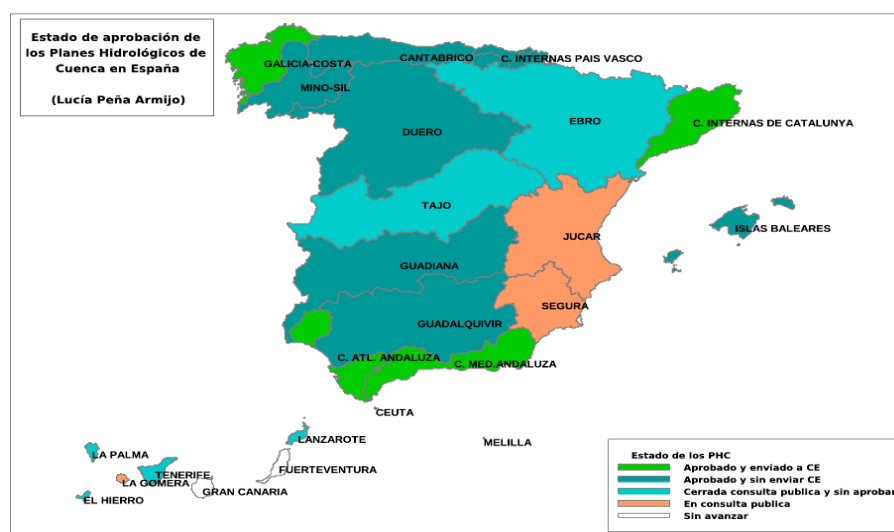 Estado de aprobación de
los Planes Hidrológicos de
Cuenca en España
(Lucía Peña Armijo)
GALICIA-COSTA
CANTABRICO
C. INTERNAS PAIS VASCO
MINO-SIL
DUERO
EBRO
C. INTERNAS DE CATALUNYA
TAJO
JUCAR
ISLAS BALEARES
GUADIANA
SEGURA
GUADALQUIVIR
C. ATL. ANDALUZA
C. MED.ANDALUZA
CEUTA
MELILLA
LANZAROTE
LA PALMA
FUERTEVENTURA
TENERIFE
LA GOMERA
GRAN CANARIA
EL HIERRO
Estado de los PHC
Aprobado y enviado a CE
Aprobado y sin enviar CE
Cerrada consulta publica y sin aprobar
En consulta publica
Sin avanzar